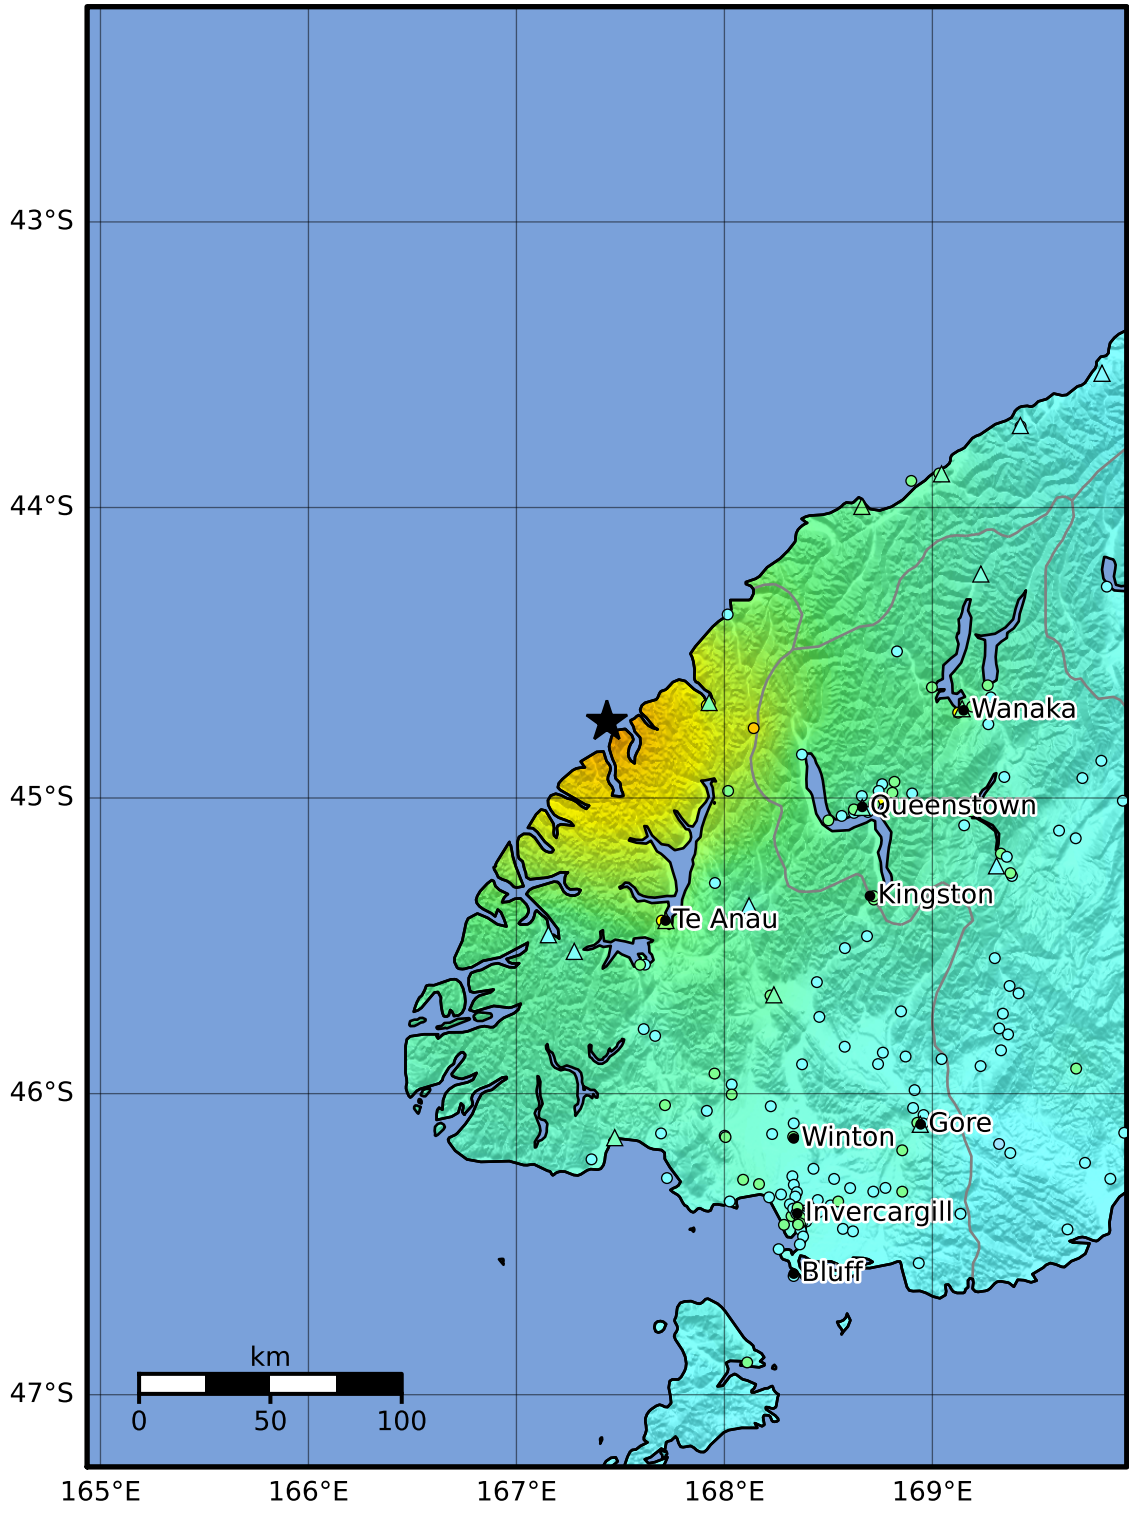 43°S
44°S
Wanaka
45°S
Queenstown
Kingston
Te Anau
46°S
Gore
Winton
Invercargill
Bluff
km
47°S
0 50 100
165°E 166°E 167°E 168°E 169°E